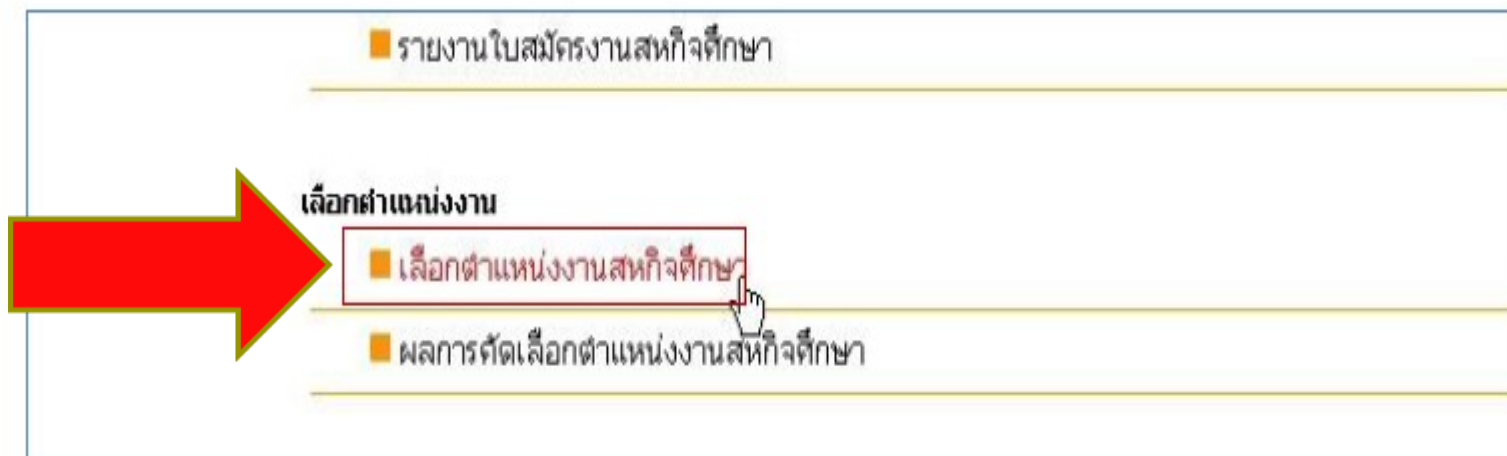 รายงานใบสมัครงานสหกิจศึกษา
เลือกตำแหน่งงาน
เลือกตำแหน่งงานสหกิจศึกษา
ผลการคัดเลือกตำแหน่งงานสหกิจศึกษา